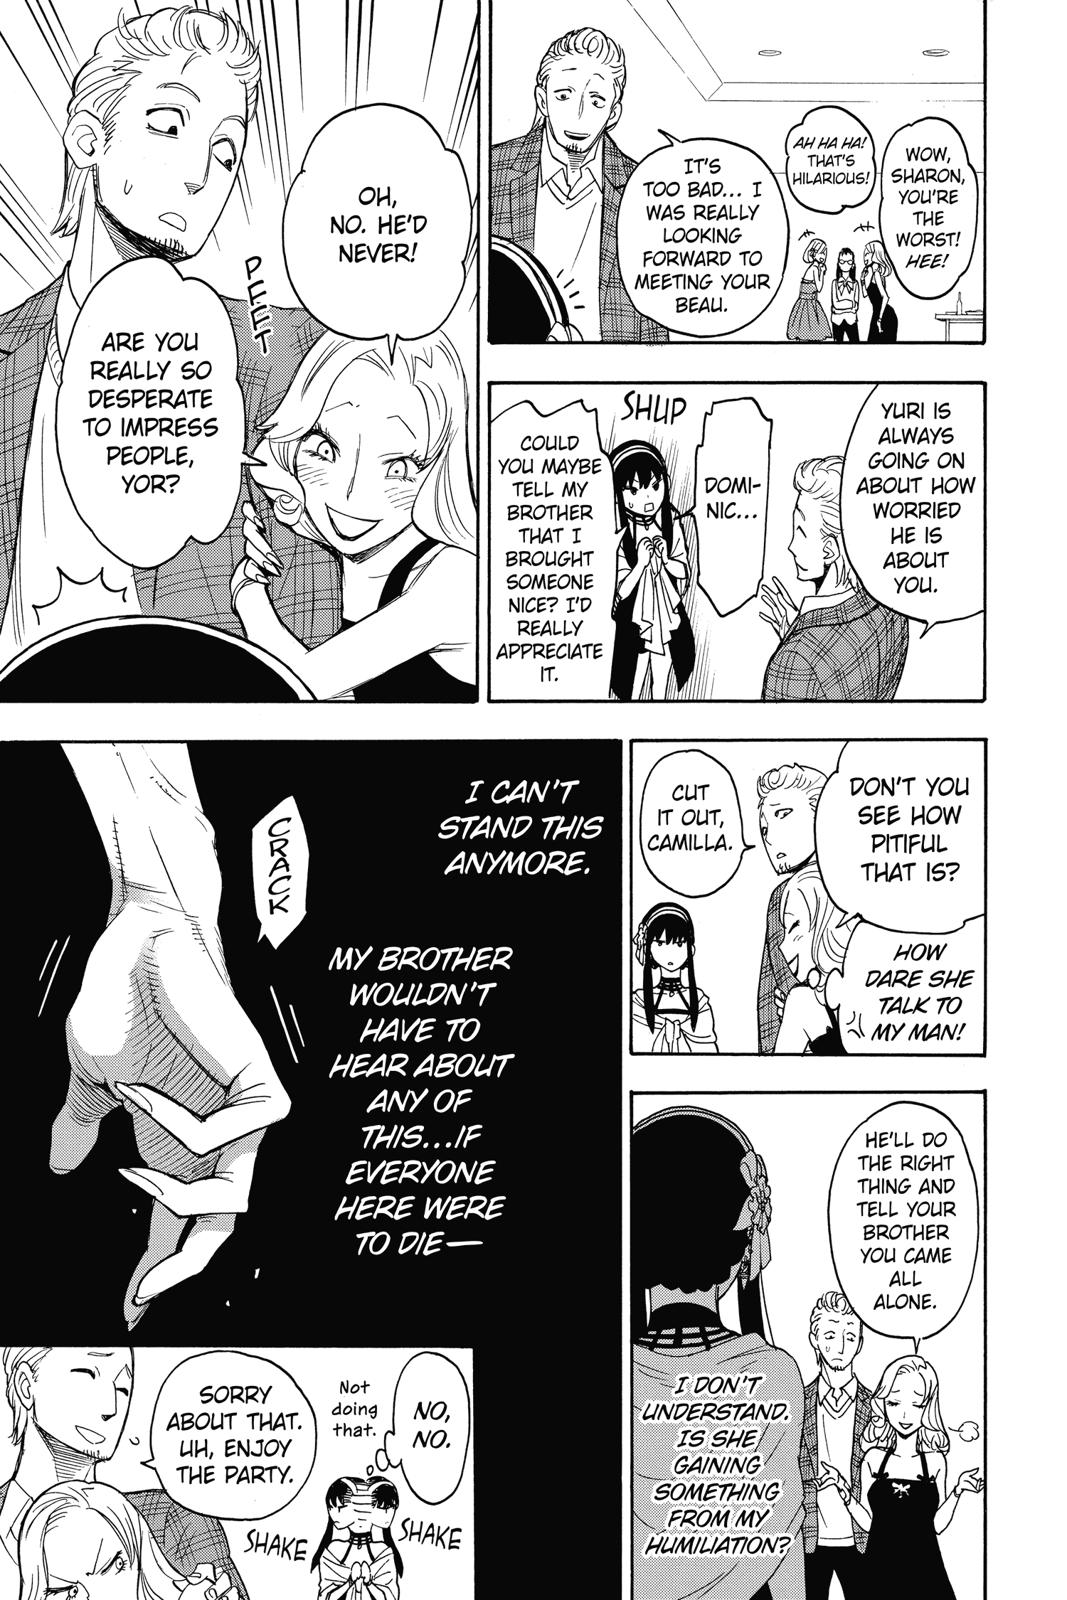 WOW,
SHARON,
YOU'RE
THE
WORST!
HEE!
AH HA HA!
THAT'S
HILARIOUS!
IT'S
TOO BAD... I
WAS REALLY
LOOKING
FORWARD TO
MEETING YOUR
BEAU.
YURI IS
ALWAYS
GOING ON
ABOUT HOW
WORRIED
HE IS
ABOUT
YOU.
DOMI-
NIC...
SHUP
COULD
YOU MAYBE
TELL MY
BROTHER
THAT I
BROUGHT
SOMEONE
NICE? I'D
REALLY
APPRECIATE
IT.
OH,
NO. HE'D
NEVER!
PEET
ARE YOU
REALLY SO
DESPERATE
TO IMPRESS
PEOPLE,
YOR?
DON'T YOU
SEE HOW
PITIFUL
THAT IS?
CUT
IT OUT,
CAMILLA.
HOW
DARE SHE
TALK TO
MY MAN!
HE'LL DO
THE RIGHT
THING AND
TELL YOUR
BROTHER
YOU CAME
ALL
ALONE.
I DON'T
UNDERSTAND.
IS SHE
GAINING
SOMETHING
FROM MY
HUMILIATION?
I CAN'T
STAND THIS
ANYMORE.
CRACK
MY BROTHER
WOULDN'T
HAVE TO
HEAR ABOUT
ANY OF
THIS...IF
EVERYONE
HERE WERE
TO DIE—
NO,
NO.
Not
doing
that.
SHAKE
SHAKE
SORRY
ABOUT THAT.
UH, ENJOY
THE PARTY.